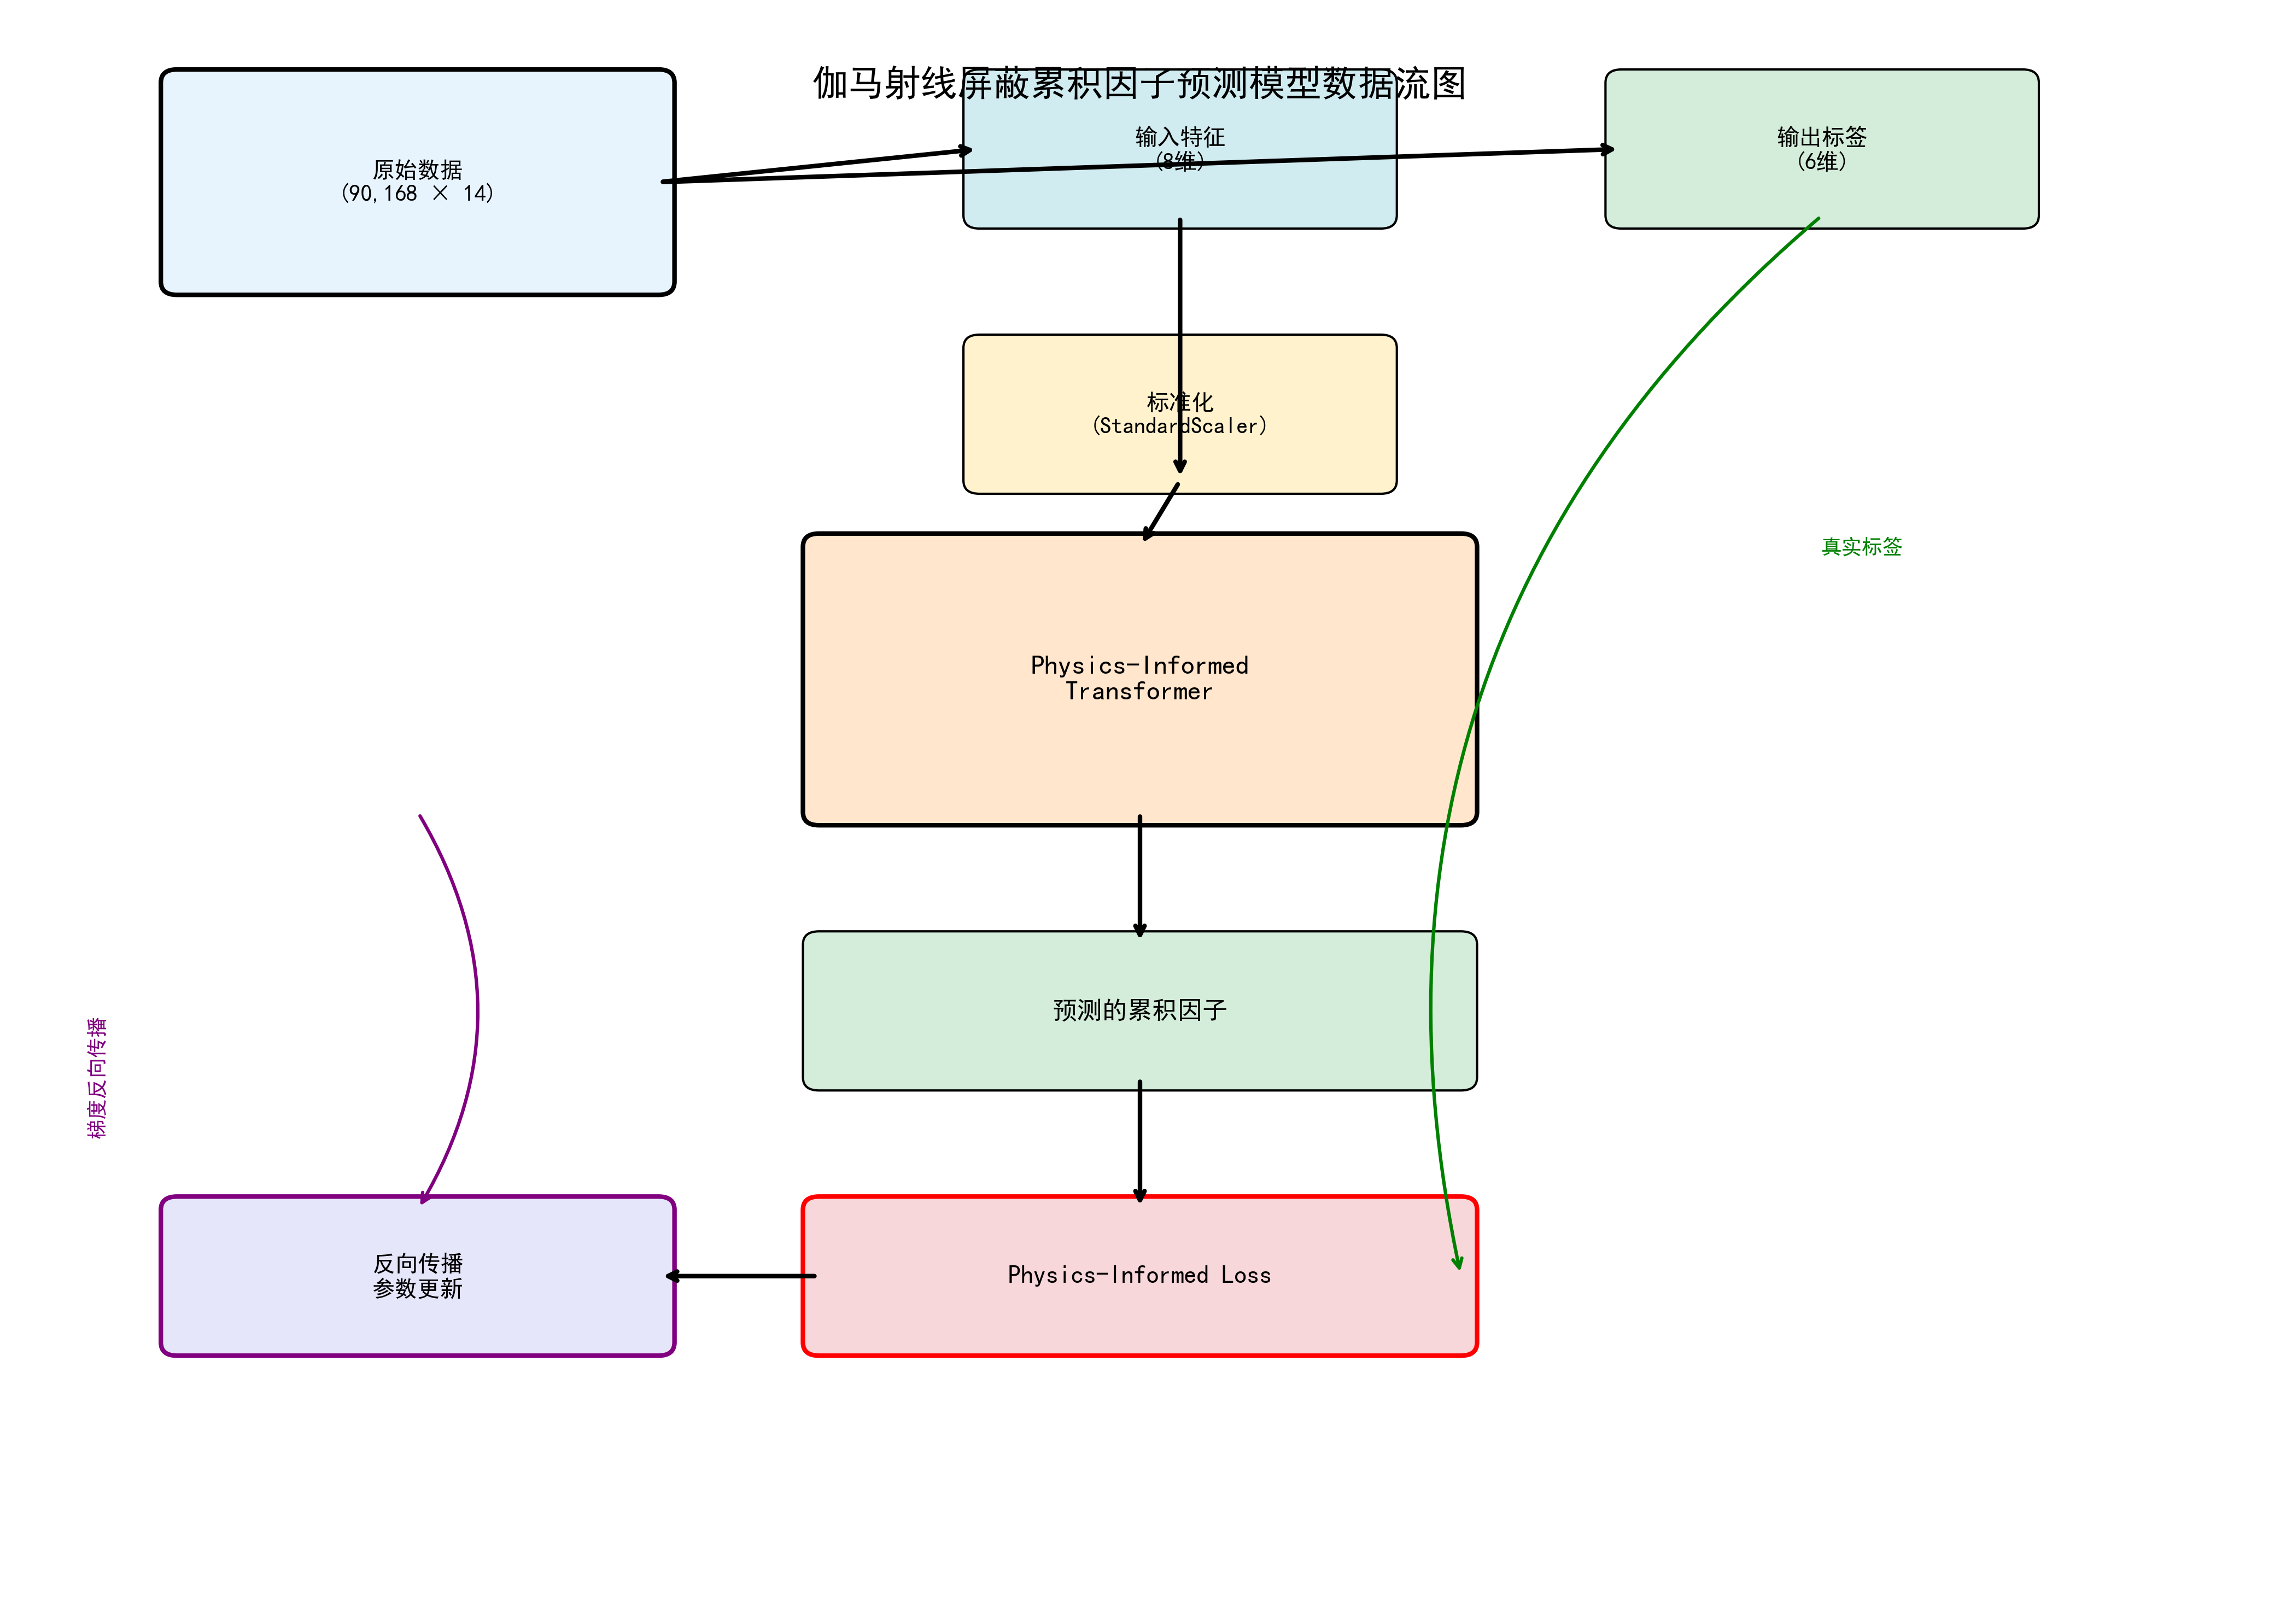 伽马射线屏蔽累积因子预测模型数据流图
原始数据
(90,168 × 14)
输入特征
(8维)
输出标签
(6维)
标准化
(StandardScaler)
真实标签
Physics-Informed
Transformer
预测的累积因子
梯度反向传播
反向传播
参数更新
Physics-Informed Loss